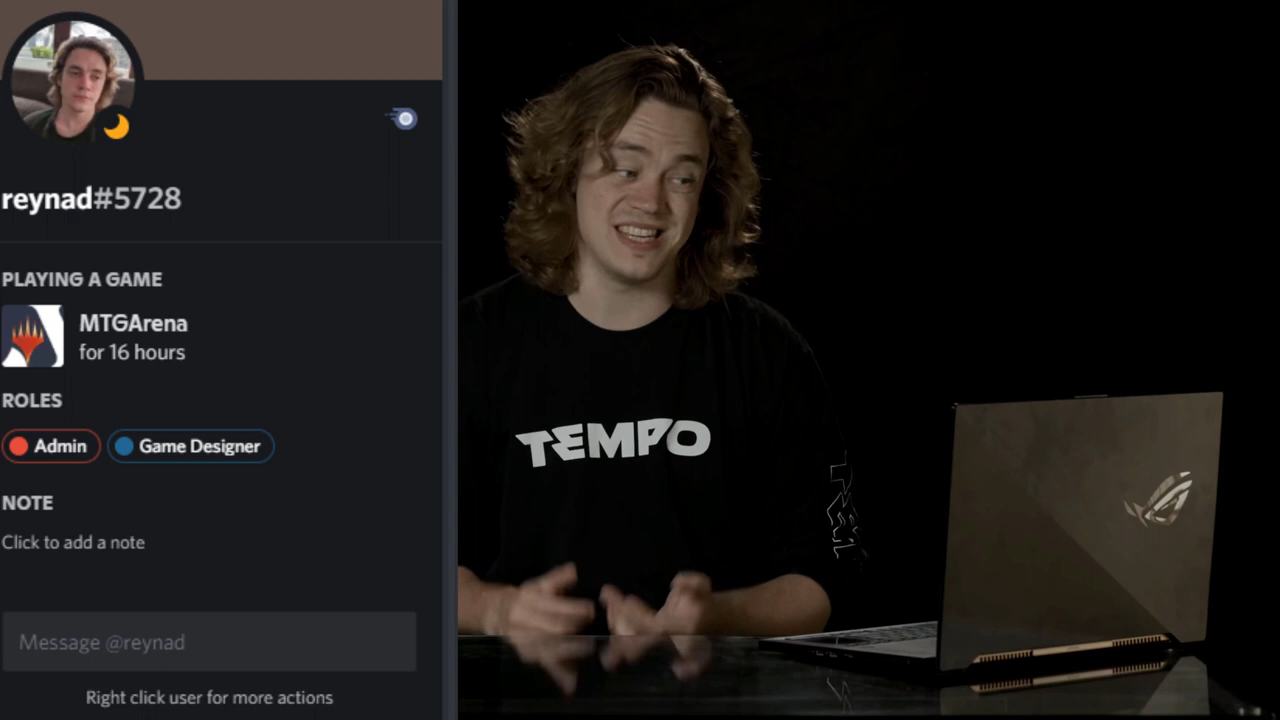 reynad#5728
PLAYING A GAME
MTGArena
for 16 hours
ROLES
Admin
Game Designer
NOTE
Click to add a note
Message @reynad
Right click user for more actions
TEMPO